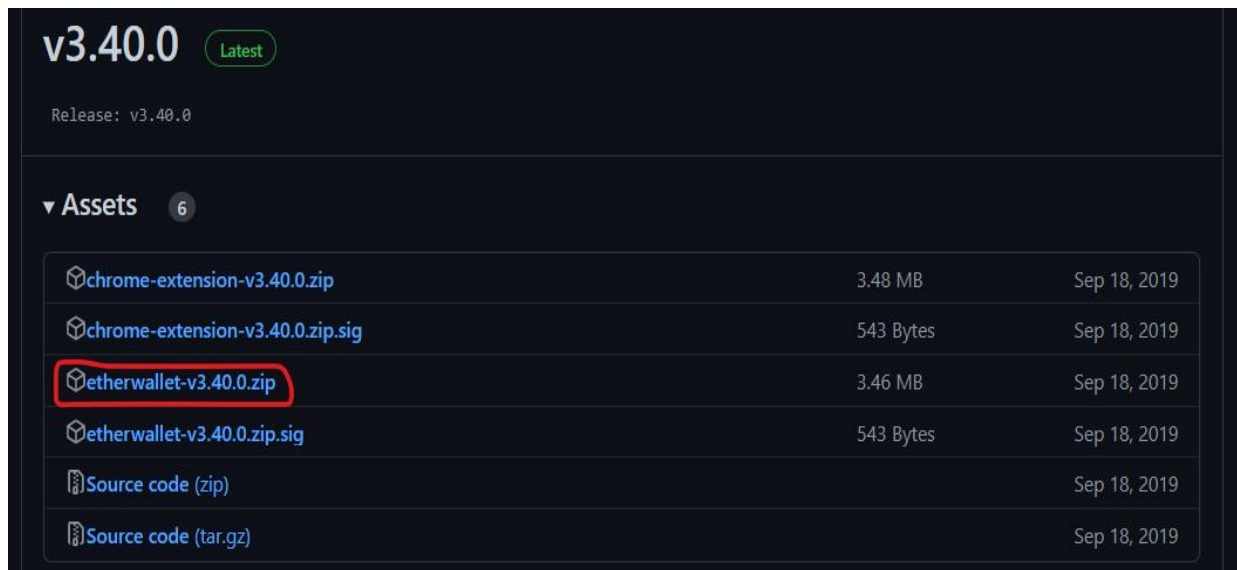 v3.40.0 Latest
Release: v3.40.0
Assets 6
chrome-extension-v3.40.0.zip 3.48 MB Sep 18, 2019
chrome-extension-v3.40.0.zip.sig 543 Bytes Sep 18, 2019
etherwallet-v3.40.0.zip 3.46 MB Sep 18, 2019
etherwallet-v3.40.0.zip.sig 543 Bytes Sep 18, 2019
Source code (zip) Sep 18, 2019
Source code (tar.gz) Sep 18, 2019